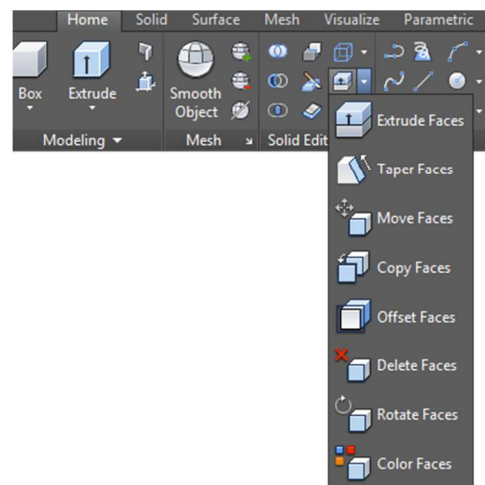 Home Solid Surface Mesh Visualize Parametric
Box Extrude Smooth Object
Modeling Mesh Solid Edit
Extrude Faces
Taper Faces
Move Faces
Copy Faces
Offset Faces
Delete Faces
Rotate Faces
Color Faces